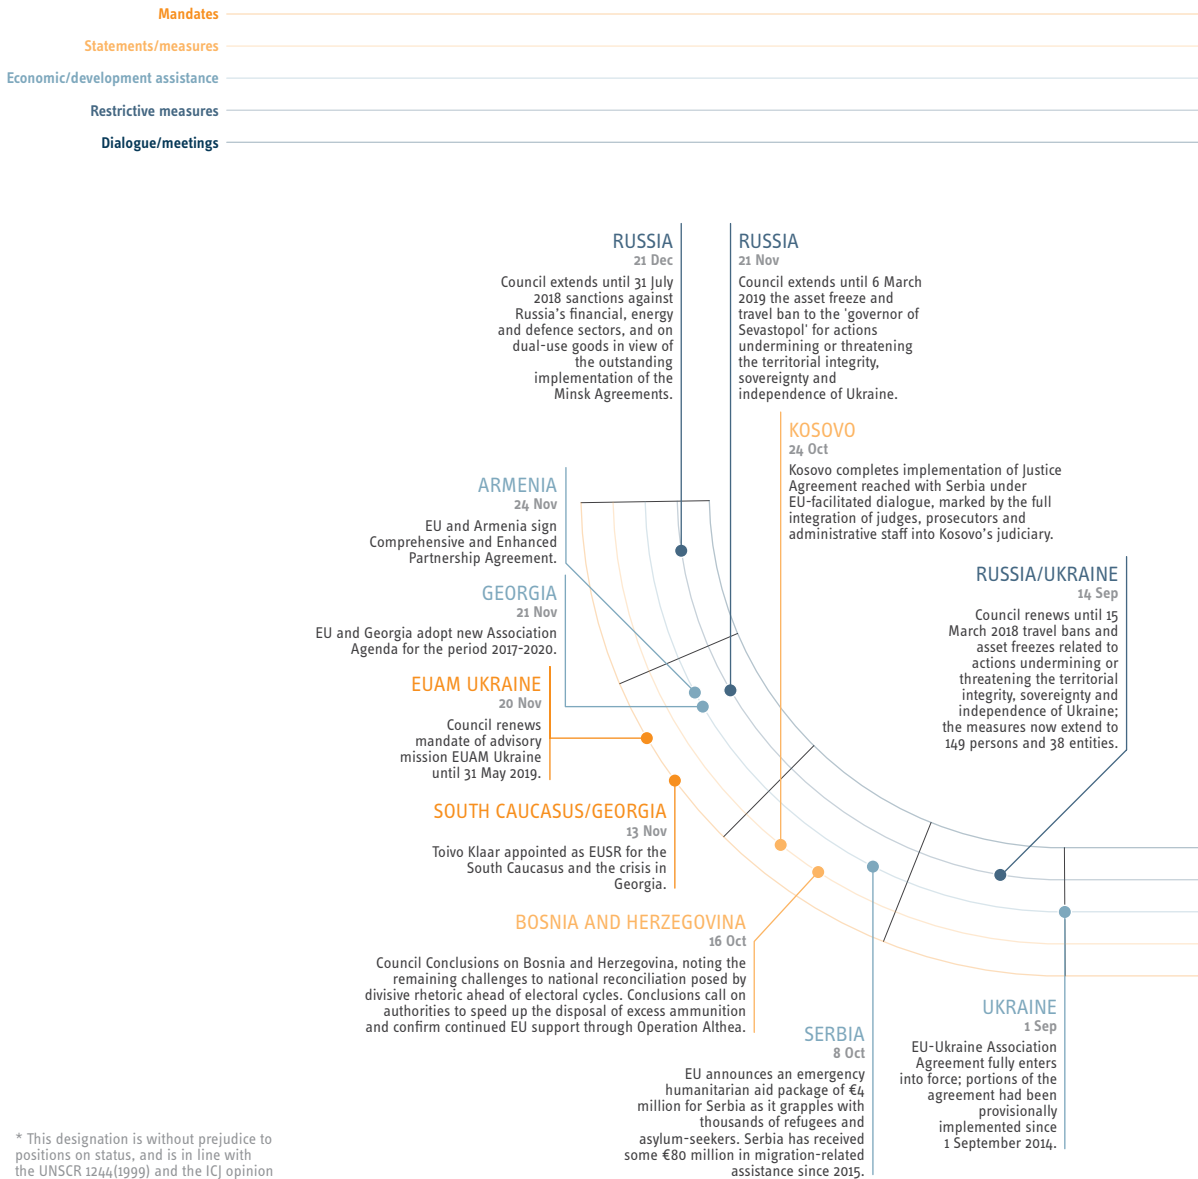 Mandates
Statements/measures
Economic/development assistance
Restrictive measures
Dialogue/meetings
RUSSIA
21 Dec
Council extends until 31 July
2018 sanctions against
Russia's financial, energy
and defence sectors, and on
dual-use goods in view of
the outstanding
implementation of the
Minsk Agreements.
RUSSIA
21 Nov
Council extends until 6 March
2019 the asset freeze and
travel ban to the 'governor of
Sevastopol' for actions
undermining or threatening
the territorial integrity,
sovereignty and
independence of Ukraine.
KOSOVO
24 Oct
Kosovo completes implementation of Justice
Agreement reached with Serbia under
EU-facilitated dialogue, marked by the full
integration of judges, prosecutors and
administrative staff into Kosovo's judiciary.
ARMENIA
24 Nov
EU and Armenia sign
Comprehensive and Enhanced
Partnership Agreement.
GEORGIA
21 Nov
EU and Georgia adopt new Association
Agenda for the period 2017-2020.
RUSSIA/UKRAINE
14 Sep
Council renews until 15
March 2018 travel bans and
asset freezes related to
actions undermining or
threatening the territorial
integrity, sovereignty and
independence of Ukraine;
the measures now extend to
149 persons and 38 entities.
EUAM UKRAINE
20 Nov
Council renews
mandate of advisory
mission EUAM Ukraine
until 31 May 2019.
SOUTH CAUCASUS/GEORGIA
13 Nov
Toivo Klaar appointed as EUSR for the
South Caucasus and the crisis in
Georgia.
BOSNIA AND HERZEGOVINA
16 Oct
Council Conclusions on Bosnia and Herzegovina, noting the
remaining challenges to national reconciliation posed by
divisive rhetoric ahead of electoral cycles. Conclusions call on
authorities to speed up the disposal of excess ammunition
and confirm continued EU support through Operation Althea.
SERBIA
8 Oct
EU announces an emergency
humanitarian aid package of €4
million for Serbia as it grapples with
thousands of refugees and
asylum-seekers. Serbia has received
some €80 million in migration-related
assistance since 2015.
UKRAINE
1 Sep
EU-Ukraine Association
Agreement fully enters
into force; portions of the
agreement had been
provisionally
implemented since
1 September 2014.
* This designation is without prejudice to
positions on status, and is in line with
the UNSCR 1244(1999) and the ICJ opinion